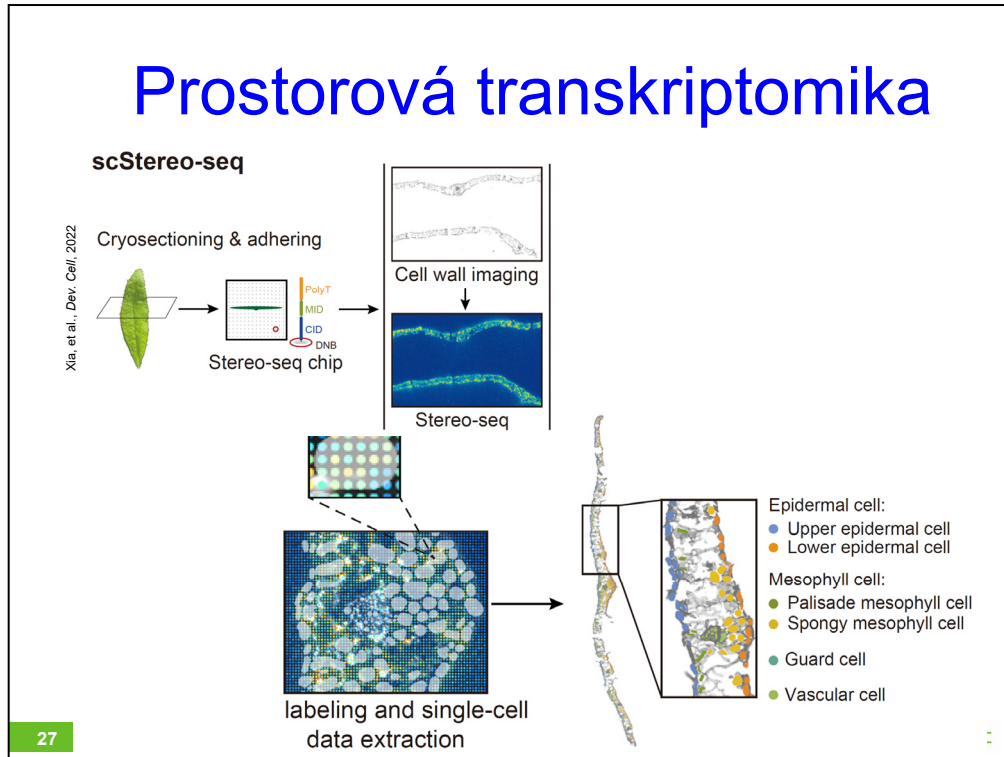 Prostorová transkriptomika
scStereo-seq
Xia, et al., Dev. Cell, 2022
Cryosectioning & adhering
PolyT
MID
CID
DNB
Stereo-seq chip
Cell wall imaging
Stereo-seq
labeling and single-cell
data extraction
Epidermal cell:
Upper epidermal cell
Lower epidermal cell
Mesophyll cell:
Palisade mesophyll cell
Spongy mesophyll cell
Guard cell
Vascular cell
27